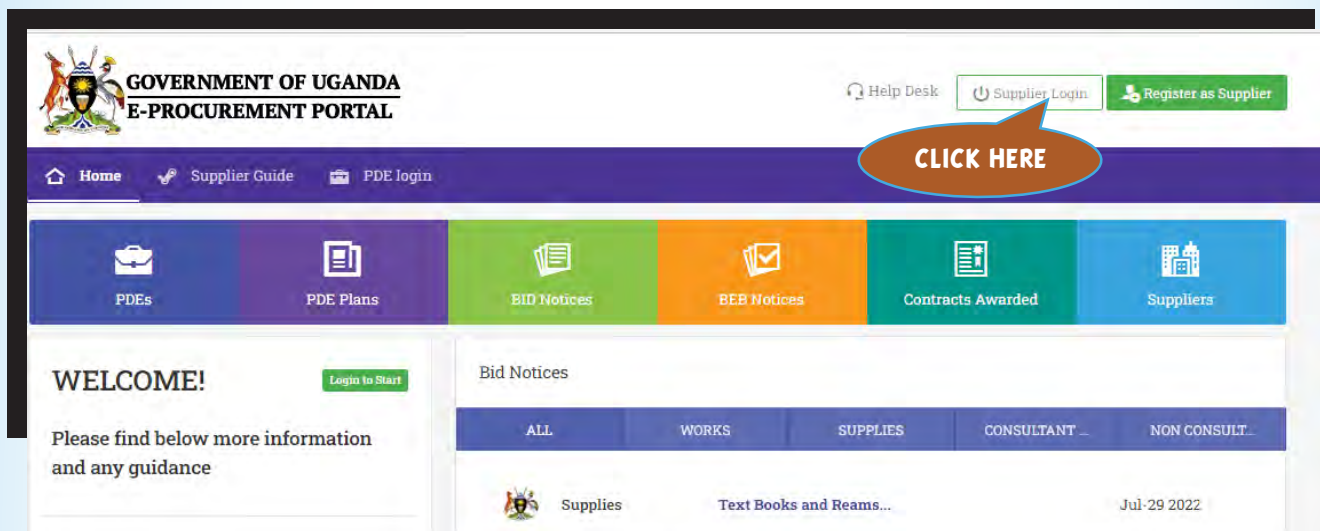 GOVERNMENT OF UGANDA
E-PROCUREMENT PORTAL
Help Desk
Supplier Login
Register as Supplier
CLICK HERE
Home
Supplier Guide
PDE login
PDEs
PDE Plans
BID Notices
BEB Notices
Contracts Awarded
Suppliers
WELCOME!
Login to Start
Please find below more information
and any guidance
Bid Notices
ALL
WORKS
SUPPLIES
CONSULTANT ...
NON CONSULT...
Supplies
Text Books and Reams...
Jul-29 2022